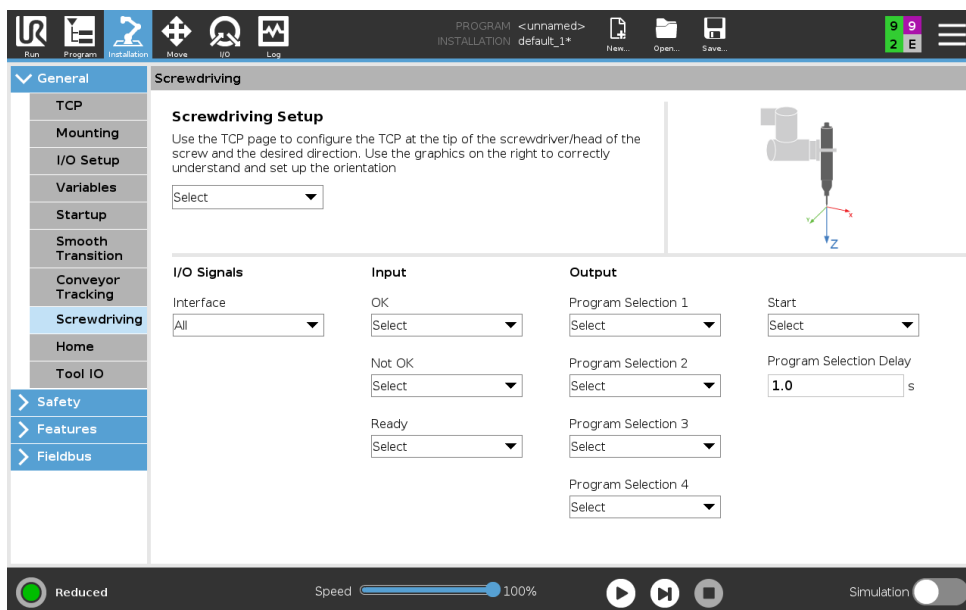 UR
Run
Program
Installation
Move
I/O
Log
PROGRAM <unnamed>
INSTALLATION default_1*
New...
Open...
Save...
9 9
2 E
General
TCP
Mounting
I/O Setup
Variables
Startup
Smooth
Transition
Conveyor
Tracking
Screwdriving
Home
Tool IO
Safety
Features
Fieldbus
Screwdriving
Screwdriving Setup
Use the TCP page to configure the TCP at the tip of the screwdriver/head of the
screw and the desired direction. Use the graphics on the right to correctly
understand and set up the orientation
Select
Y
X
Z
I/O Signals
Interface
All
Input
OK
Select
Not OK
Select
Ready
Select
Output
Program Selection 1
Select
Program Selection 2
Select
Program Selection 3
Select
Program Selection 4
Select
Start
Select
Program Selection Delay
1.0 s
Reduced
Speed 100%
Simulation